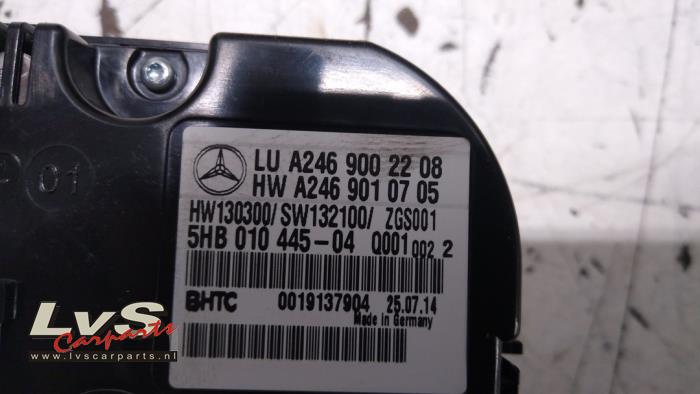 LU A246 900 22 08
HW A246 901 07 05
HW130300/ SW132100/ ZGS001
5HB 010 445-04 Q001 002 2
BHTC 0019137904 25.07.14
Made in Germany
01
LvS
Carparts
www.lvscarparts.nl